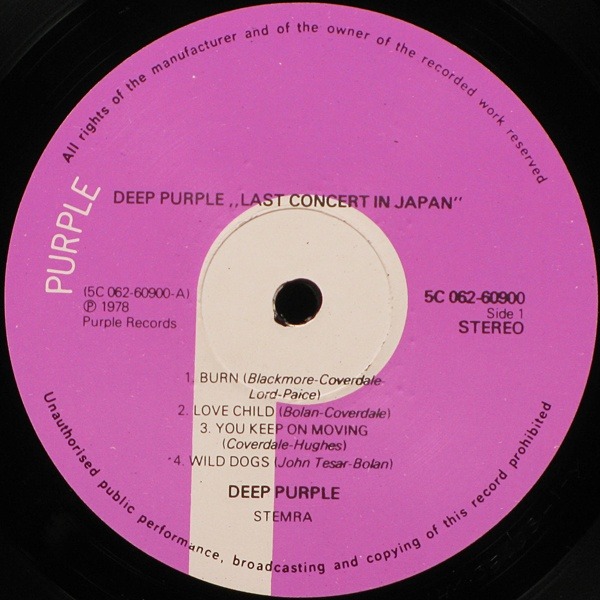 All rights of the manufacturer and of the owner of the recorded work reserved
PURPLE
DEEP PURPLE ,,LAST CONCERT IN JAPAN''
(5C 062-60900-A)
℗ 1978
Purple Records
5C 062-60900
Side 1
STEREO
1. BURN (Blackmore-Coverdale-
Lord-Paice)
2. LOVE CHILD (Bolan-Coverdale)
3. YOU KEEP ON MOVING
(Coverdale-Hughes)
4. WILD DOGS (John Tesar-Bolan)
DEEP PURPLE
STEMRA
Unauthorised public performance, broadcasting and copying of this record prohibited